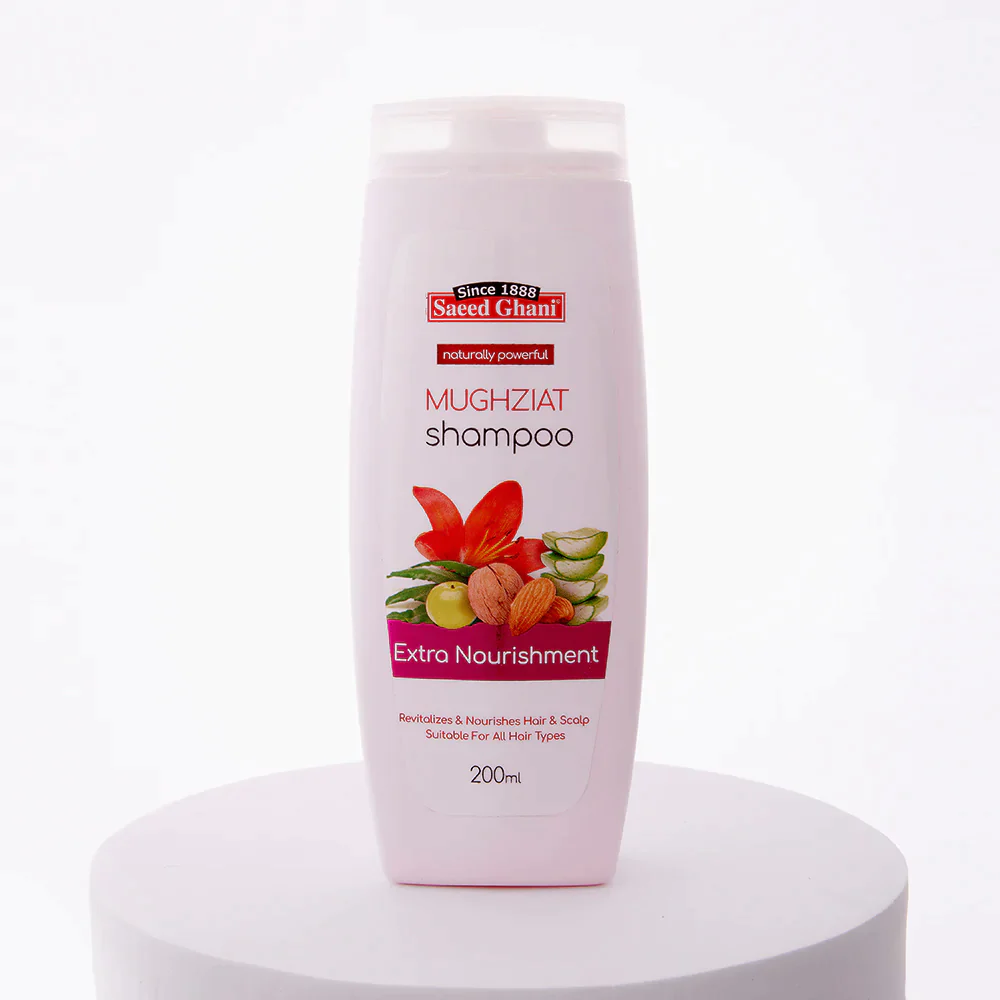 Since 1888
Saeed Ghani®
naturally powerful
MUGHZIAT
shampoo
Extra Nourishment
Revitalizes & Nourishes Hair & Scalp
Suitable For All Hair Types
200ml